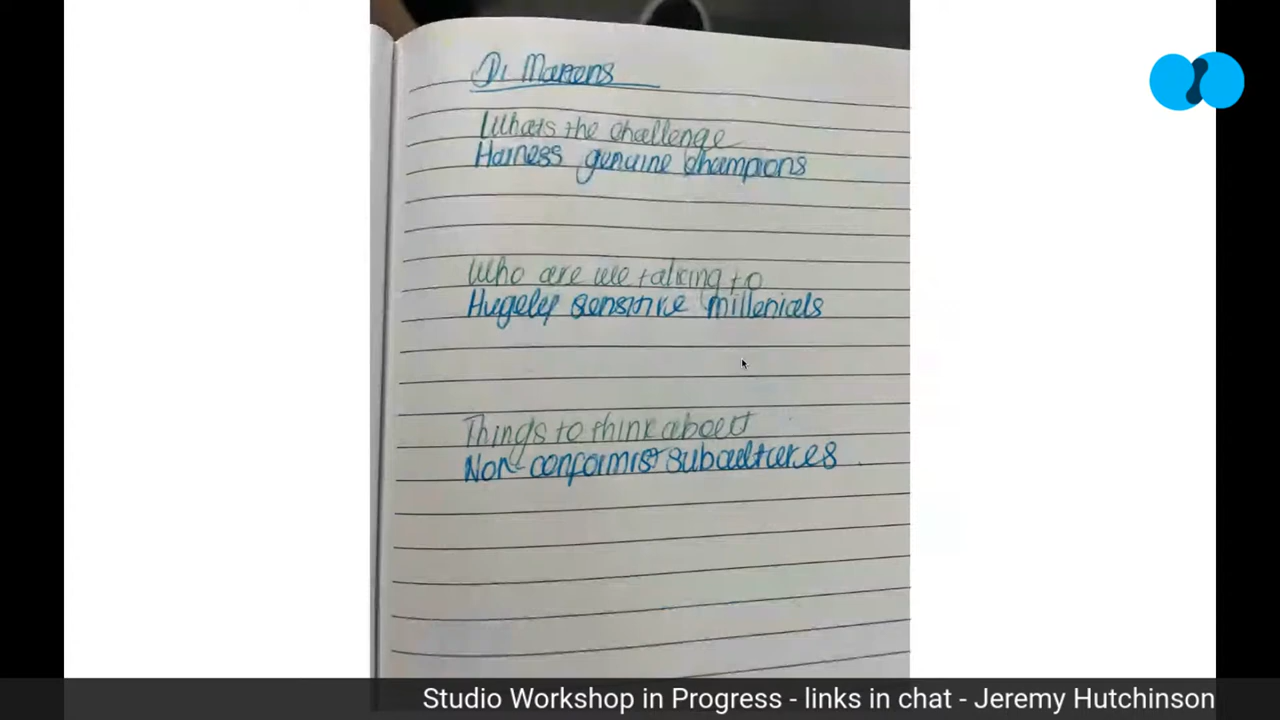 Dr Martens
Whats the challenge
Harness genuine champions
Who are we talking to
Hugely sensitive millenials
Things to think about
Non-conformist subcultures
Studio Workshop in Progress - links in chat - Jeremy Hutchinson